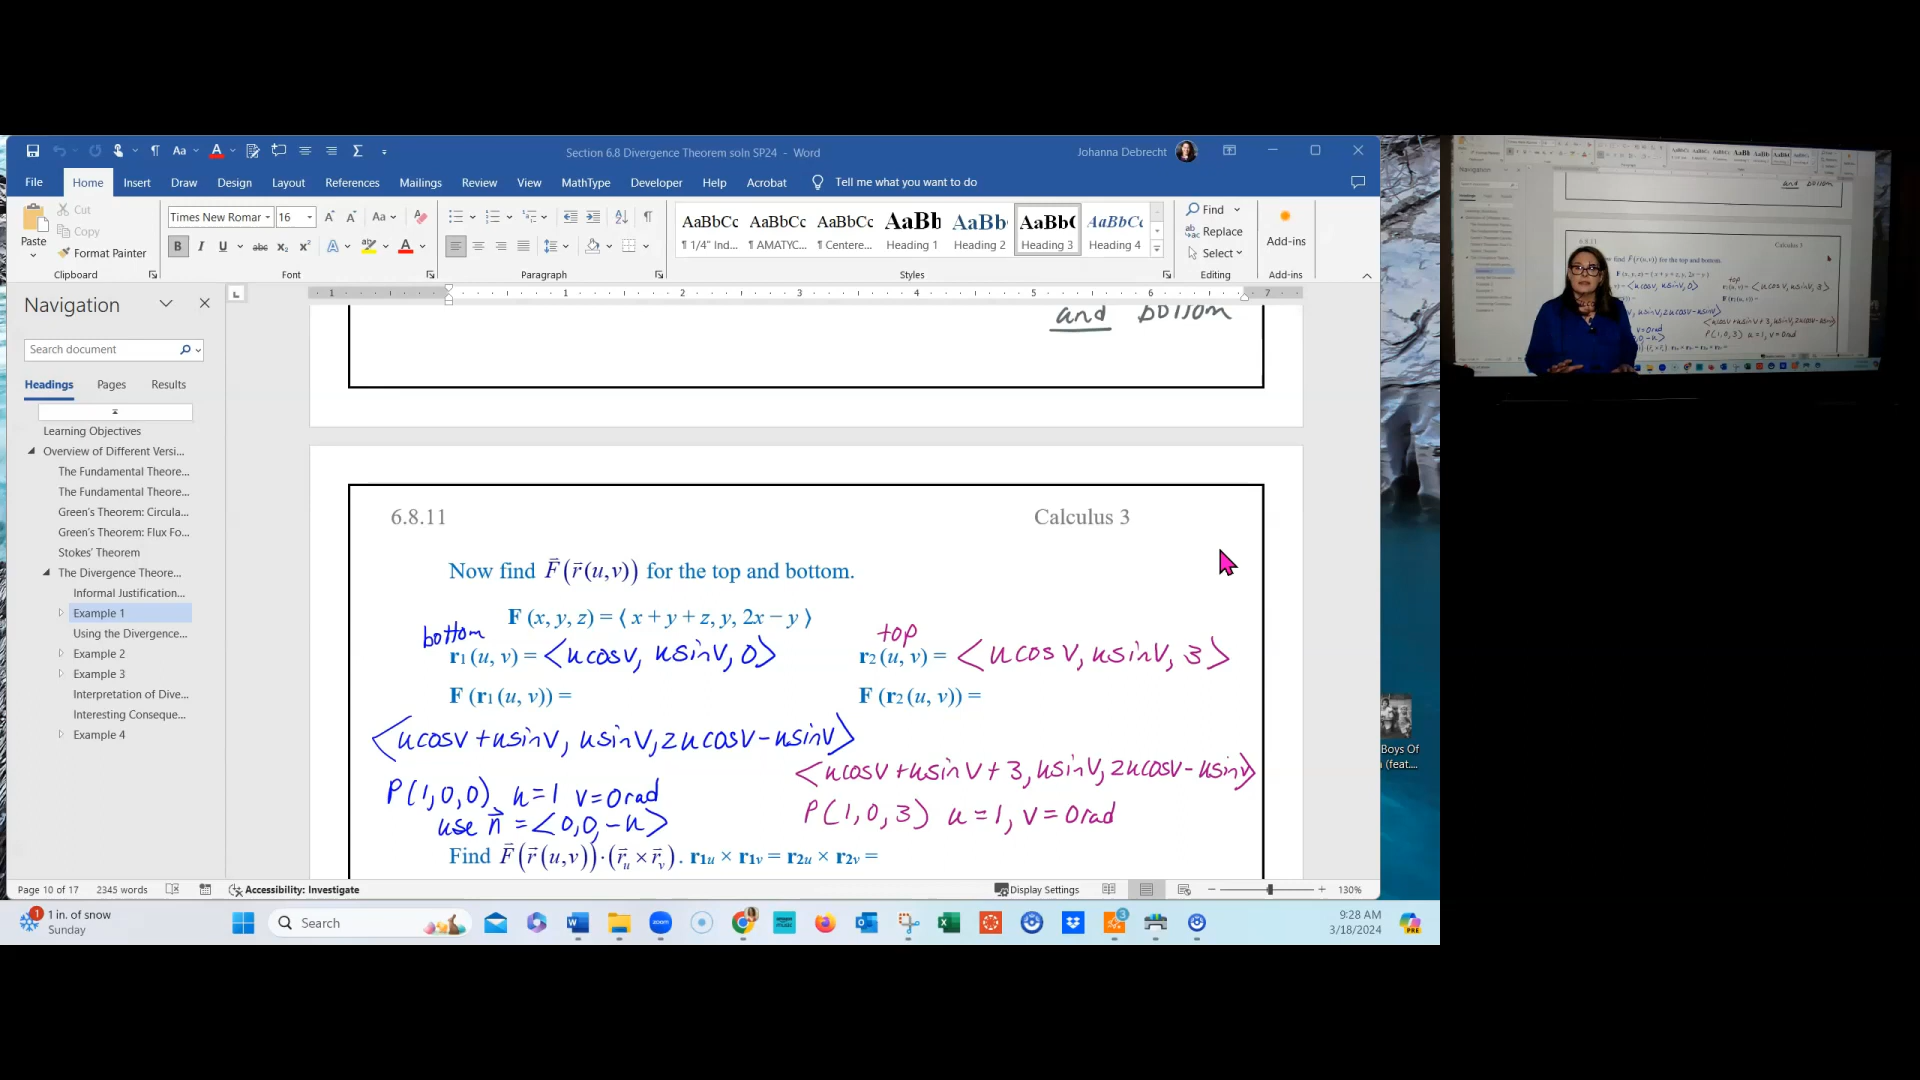 Section 6.8 Divergence Theorem soln SP24 - Word
Johanna Debrecht
File Home Insert Draw Design Layout References Mailings Review View MathType Developer Help Acrobat Tell me what you want to do
Paste
Cut
Copy
Format Painter
Times New Romar 16
AaBbCc AaBbCc AaBbCc AaBb AaBb AaBb( AaBbCc
¶ 1/4" Ind... ¶ AMATYC... ¶ Centere... Heading 1 Heading 2 Heading 3 Heading 4
Find
Replace
Select
Add-ins
Clipboard Font Paragraph Styles Editing Add-ins
Navigation
Search document
Headings Pages Results
Learning Objectives
Overview of Different Versi...
The Fundamental Theore...
The Fundamental Theore...
Green's Theorem: Circula...
Green's Theorem: Flux Fo...
Stokes' Theorem
The Divergence Theore...
Informal Justification...
Example 1
Using the Divergence...
Example 2
Example 3
Interpretation of Dive...
Interesting Conseque...
Example 4
and bottom
6.8.11 Calculus 3
Now find F⃗(r⃗(u,v)) for the top and bottom.
F (x, y, z) = ⟨ x + y + z, y, 2x − y ⟩
bottom top
r1 (u, v) = <ucosv, usinv, 0> r2 (u, v) = <ucosv, usinv, 3>
F (r1 (u, v)) = F (r2 (u, v)) =
<ucosv+usinv, usinv, 2ucosv-usinv>
<ucosv+usinv+3, usinv, 2ucosv-usinv>
P(1,0,0) u=1 v=0rad
P(1,0,3) u=1, v=0rad
use n⃗ = <0,0,-u>
Find F⃗(r⃗(u,v))·(r⃗u × r⃗v). r1u × r1v = r2u × r2v =
Page 10 of 17 2345 words Accessibility: Investigate Display Settings 130%
Boys Of
(feat....
1 in. of snow
Sunday
Search
9:28 AM
3/18/2024